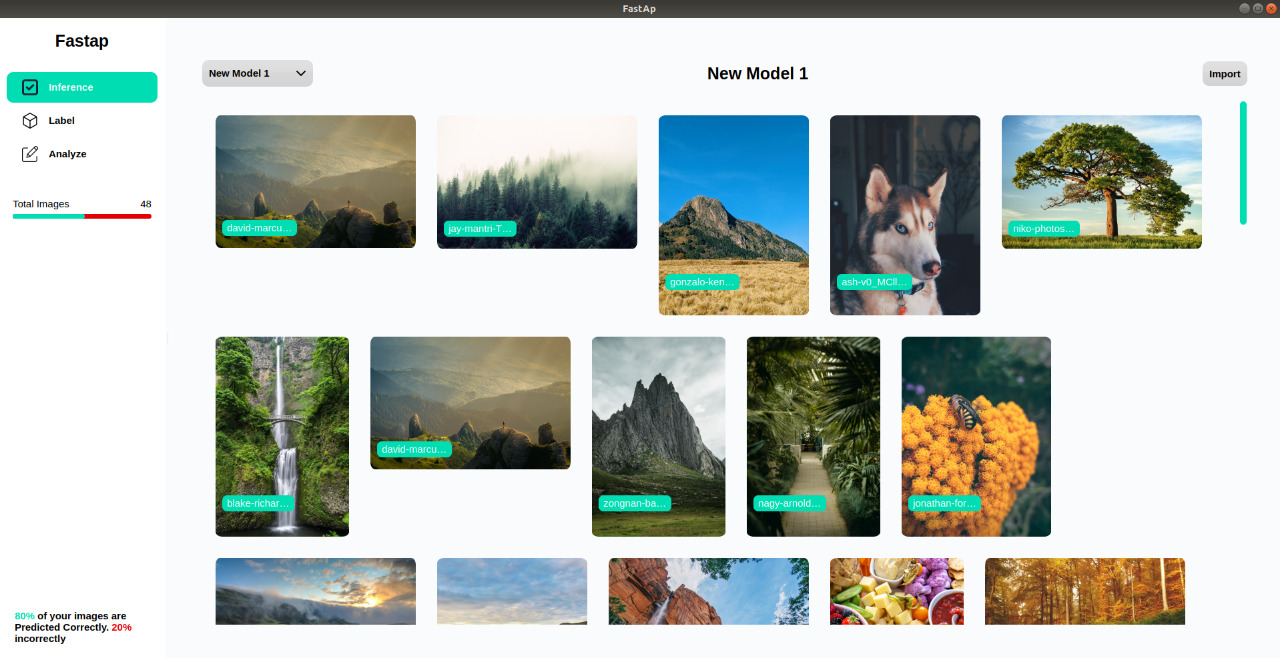 FastAp
Fastap
Inference
Label
Analyze
Total Images 48
80% of your images are
Predicted Correctly. 20%
incorrectly
New Model 1
New Model 1
Import
david-marcu...
jay-mantri-T...
gonzalo-ken...
ash-v0_MCll...
niko-photos...
blake-richar...
david-marcu...
zongnan-ba...
nagy-arnold...
jonathan-for...